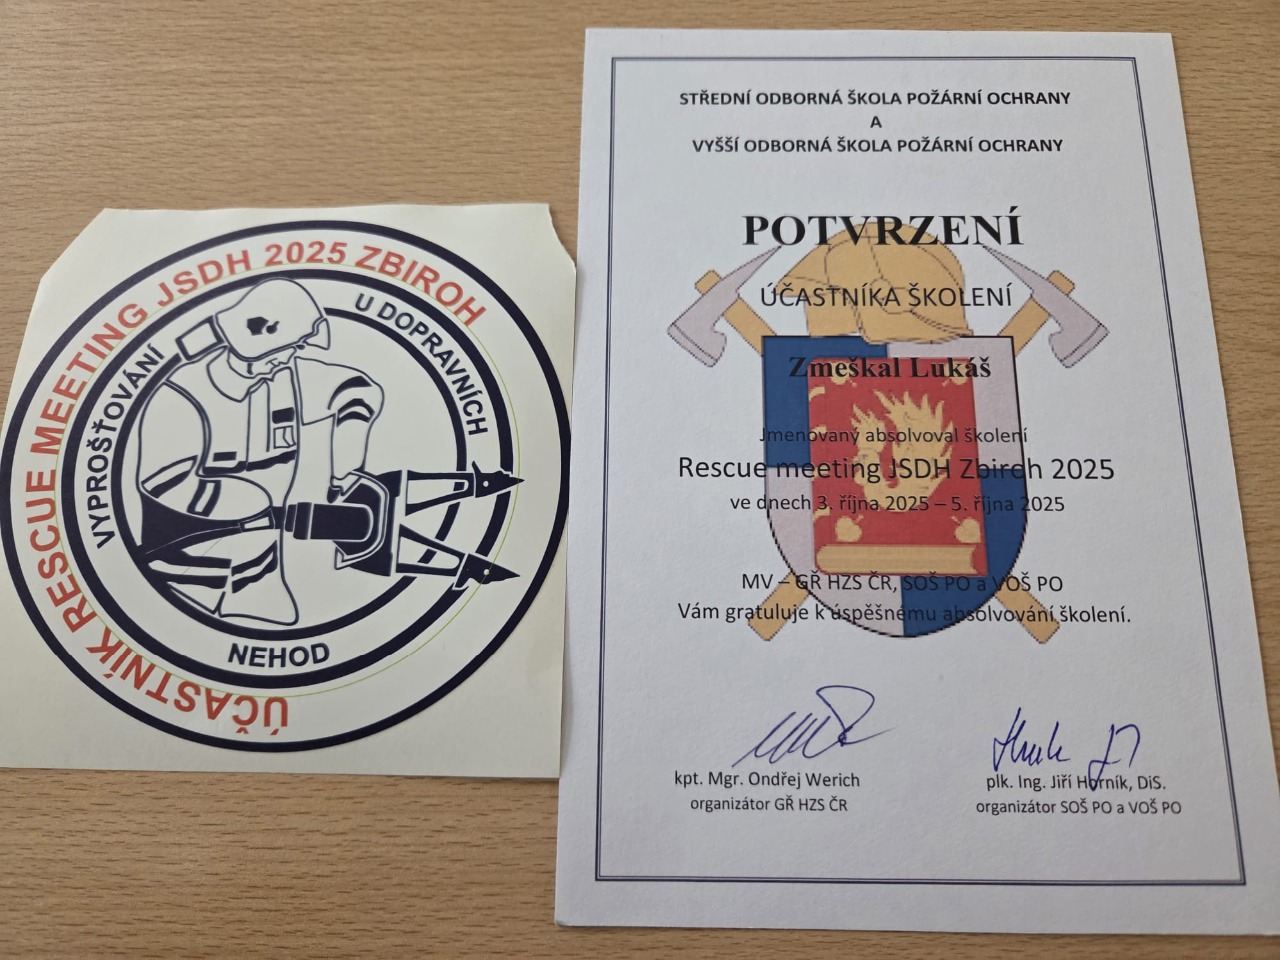 ÚČASTNÍK RESCUE MEETING JSDH 2025 ZBIROH
VYPROŠŤOVÁNÍ
U DOPRAVNÍCH
NEHOD
STŘEDNÍ ODBORNÁ ŠKOLA POŽÁRNÍ OCHRANY
A
VYŠŠÍ ODBORNÁ ŠKOLA POŽÁRNÍ OCHRANY
POTVRZENÍ
ÚČASTNÍKA ŠKOLENÍ
Zmeškal Lukáš
Jmenovaný absolvoval školení
Rescue meeting JSDH Zbiroh 2025
ve dnech 3. října 2025 – 5. října 2025
MV – GŘ HZS ČR, SOŠ PO a VOŠ PO
Vám gratuluje k úspěšnému absolvování školení.
kpt. Mgr. Ondřej Werich
organizátor GŘ HZS ČR
plk. Ing. Jiří Horník, DiS.
organizátor SOŠ PO a VOŠ PO